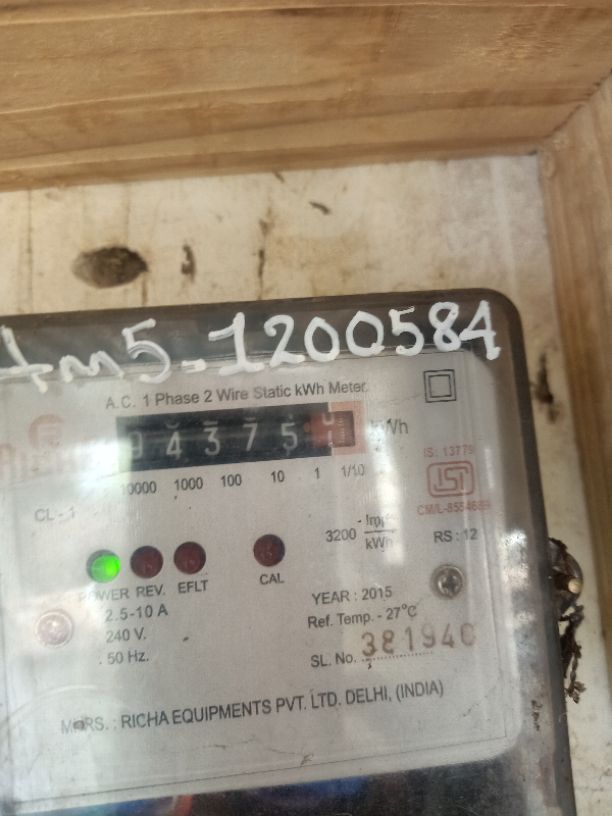 4m5-1200584
A.C. 1 Phase 2 Wire Static kWh Meter
94375 kWh
10000 1000 100 10 1 1/10
IS: 13779
CL - 1
3200 Imp/kWh
RS : 12
POWER REV. EFLT CAL
2.5-10 A
240 V.
50 Hz.
YEAR : 2015
Ref. Temp. - 27°C
SL. No. 381940
M/RS. : RICHA EQUIPMENTS PVT. LTD. DELHI, (INDIA)